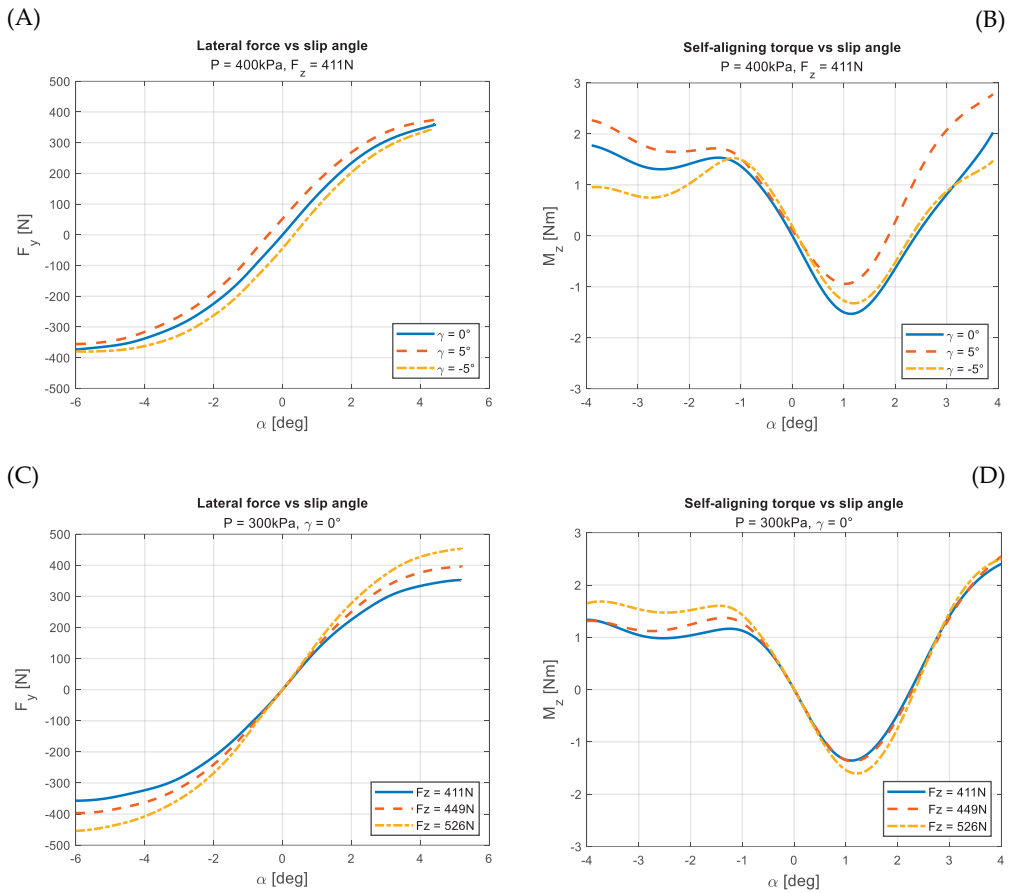 (A)
Lateral force vs slip angle
P = 400kPa, F_z = 411N
500
400
300
200
100
0
-100
-200
-300
-400
-500
F_y [N]
-6
-4
-2
0
2
4
6
α [deg]
γ = 0°
γ = 5°
γ = -5°
(B)
Self-aligning torque vs slip angle
P = 400kPa, F_z = 411N
3
2
1
0
-1
-2
-3
M_z [Nm]
-4
-3
-2
-1
0
1
2
3
4
α [deg]
γ = 0°
γ = 5°
γ = -5°
(C)
Lateral force vs slip angle
P = 300kPa, γ = 0°
500
400
300
200
100
0
-100
-200
-300
-400
-500
F_y [N]
-6
-4
-2
0
2
4
6
α [deg]
Fz = 411N
Fz = 449N
Fz = 526N
(D)
Self-aligning torque vs slip angle
P = 300kPa, γ = 0°
3
2
1
0
-1
-2
-3
M_z [Nm]
-4
-3
-2
-1
0
1
2
3
4
α [deg]
Fz = 411N
Fz = 449N
Fz = 526N